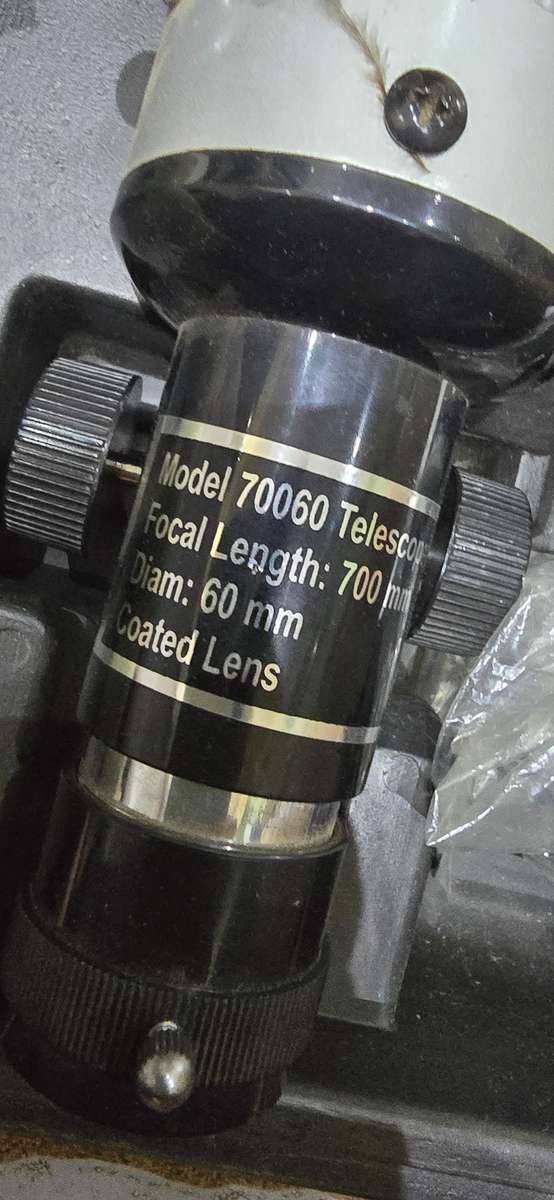 Model 70060 Telescop
Focal Length: 700 mm
Diam: 60 mm
Coated Lens